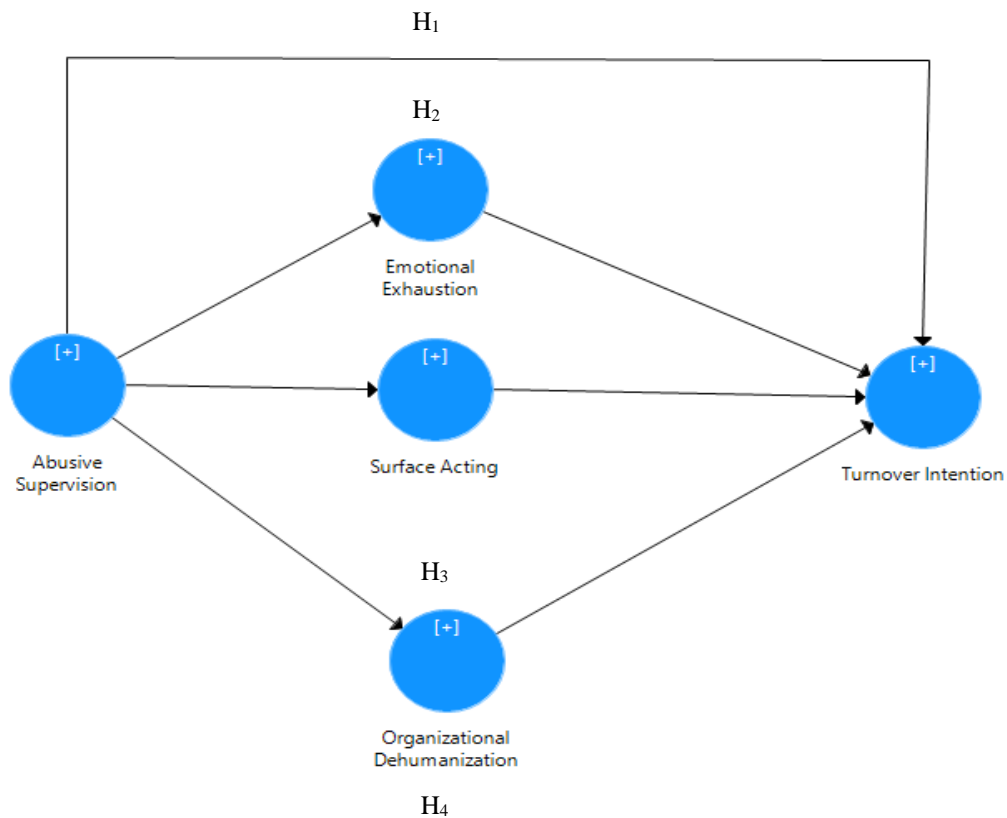 H₁
H₂
[+]
Emotional
Exhaustion
[+]
[+]
[+]
Abusive
Supervision
Surface Acting
Turnover Intention
H₃
[+]
Organizational
Dehumanization
H₄